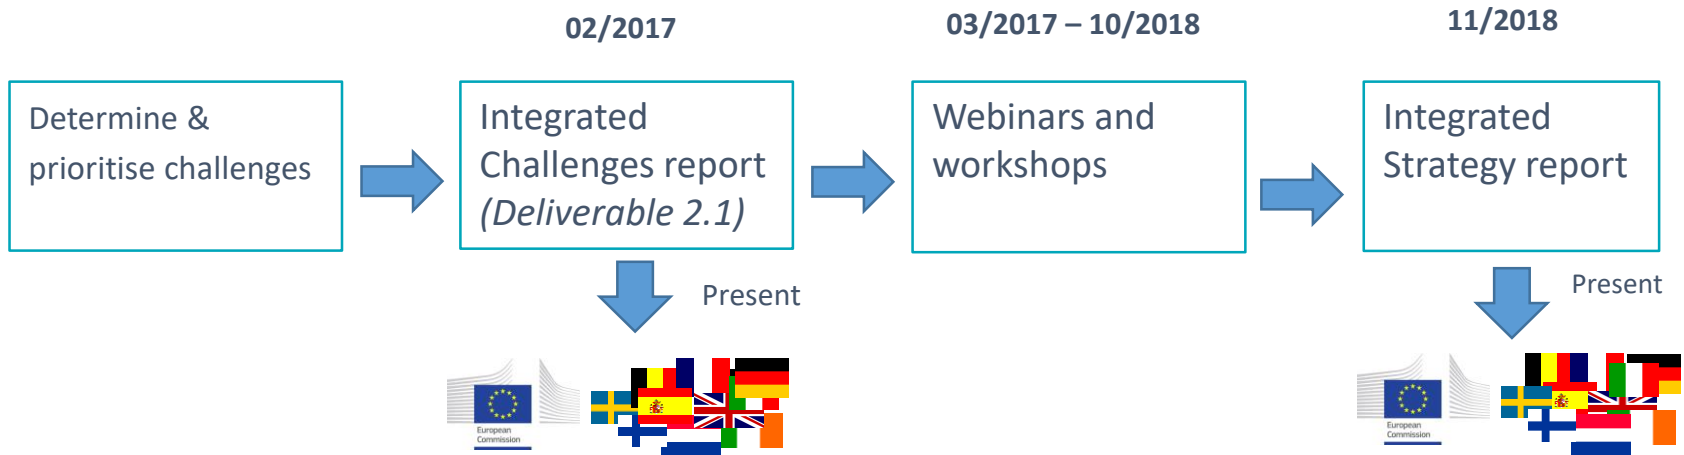 02/2017
03/2017 – 10/2018
11/2018
Determine &
prioritise challenges
Integrated
Challenges report
(Deliverable 2.1)
Webinars and
workshops
Integrated
Strategy report
Present
Present
European
Commission
European
Commission